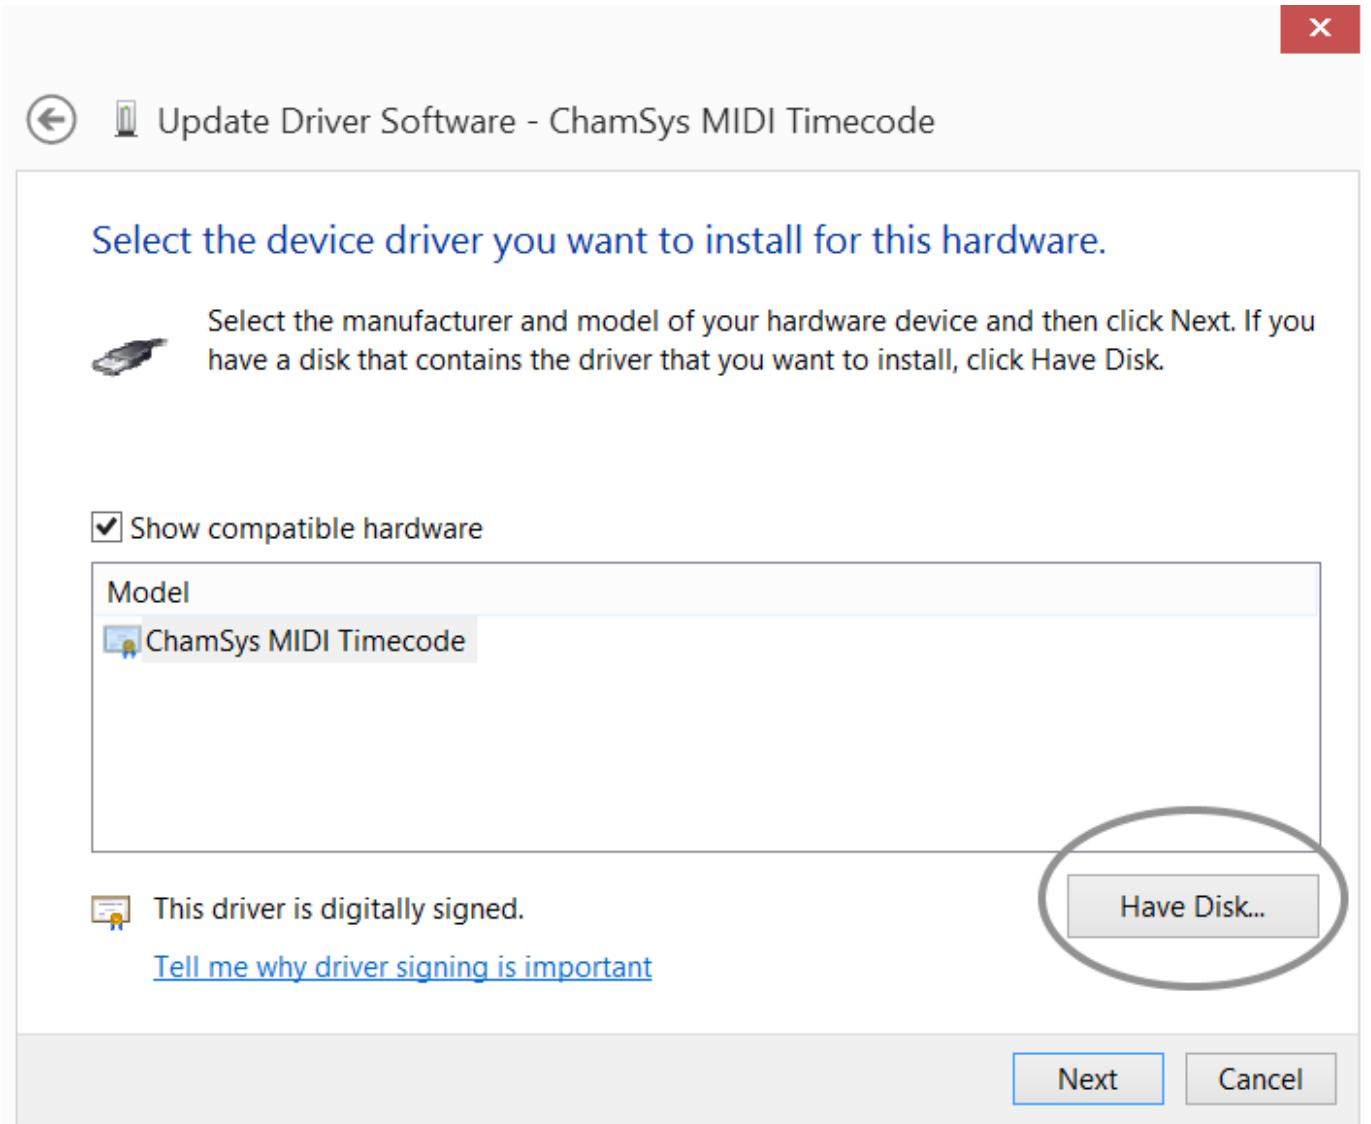 Update Driver Software - ChamSys MIDI Timecode
Select the device driver you want to install for this hardware.
Select the manufacturer and model of your hardware device and then click Next. If you
have a disk that contains the driver that you want to install, click Have Disk.
Show compatible hardware
Model
ChamSys MIDI Timecode
This driver is digitally signed.
Have Disk...
Tell me why driver signing is important
Next
Cancel